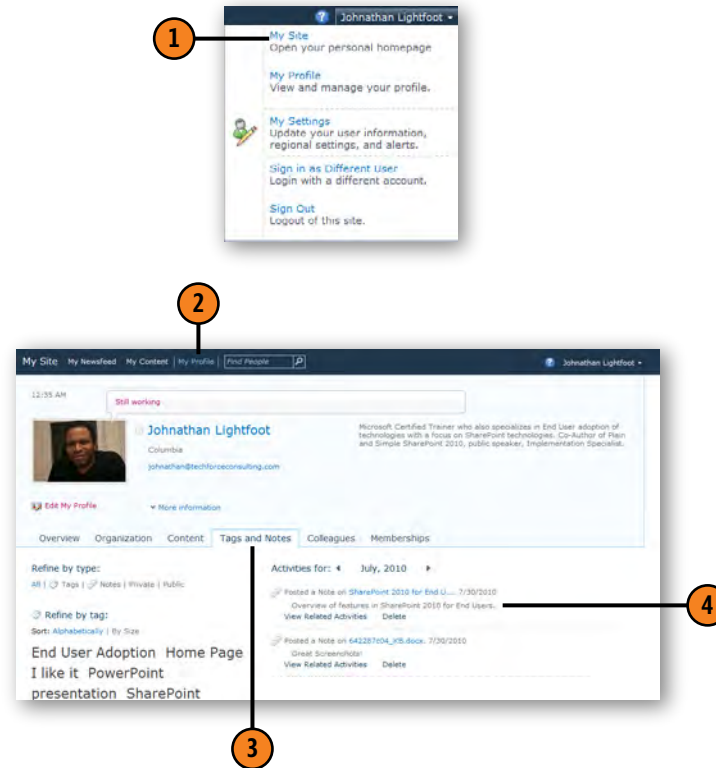 Johnathan Lightfoot
1
My Site
Open your personal homepage
My Profile
View and manage your profile.
My Settings
Update your user information,
regional settings, and alerts.
Sign in as Different User
Login with a different account.
Sign Out
Logout of this site.
2
My Site My Newsfeed My Content | My Profile | Find People Johnathan Lightfoot
12:35 AM
Still working
Johnathan Lightfoot
Columbia
johnathan@techforceconsulting.com
Microsoft Certified Trainer who also specializes in End User adoption of
technologies with a focus on SharePoint technologies. Co-Author of Plain
and Simple SharePoint 2010, public speaker, Implementation Specialist.
Edit My Profile
More information
Overview Organization Content Tags and Notes Colleagues Memberships
Refine by type:
All | Tags | Notes | Private | Public
Refine by tag:
Sort: Alphabetically | By Size
End User Adoption Home Page
I like it PowerPoint
presentation SharePoint
Activities for: July, 2010
Posted a Note on SharePoint 2010 for End U.... 7/30/2010
Overview of features in SharePoint 2010 for End Users.
View Related Activities Delete
4
Posted a Note on 642287c04_KB.docx. 7/30/2010
Great Screenshots!
View Related Activities Delete
3